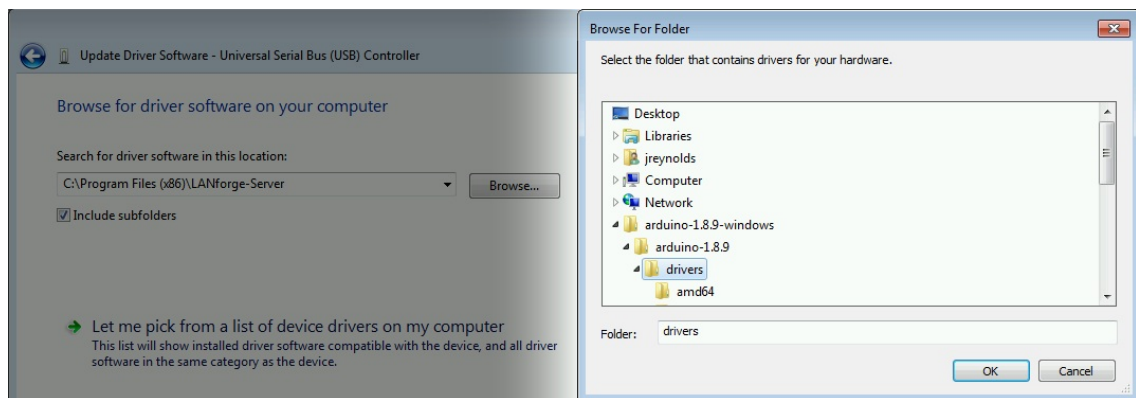 Update Driver Software - Universal Serial Bus (USB) Controller
Browse for driver software on your computer
Search for driver software in this location:
C:\Program Files (x86)\LANforge-Server
Browse...
Include subfolders
Let me pick from a list of device drivers on my computer
This list will show installed driver software compatible with the device, and all driver
software in the same category as the device.
Browse For Folder
Select the folder that contains drivers for your hardware.
Desktop
Libraries
jreynolds
Computer
Network
arduino-1.8.9-windows
arduino-1.8.9
drivers
amd64
Folder:
drivers
OK
Cancel